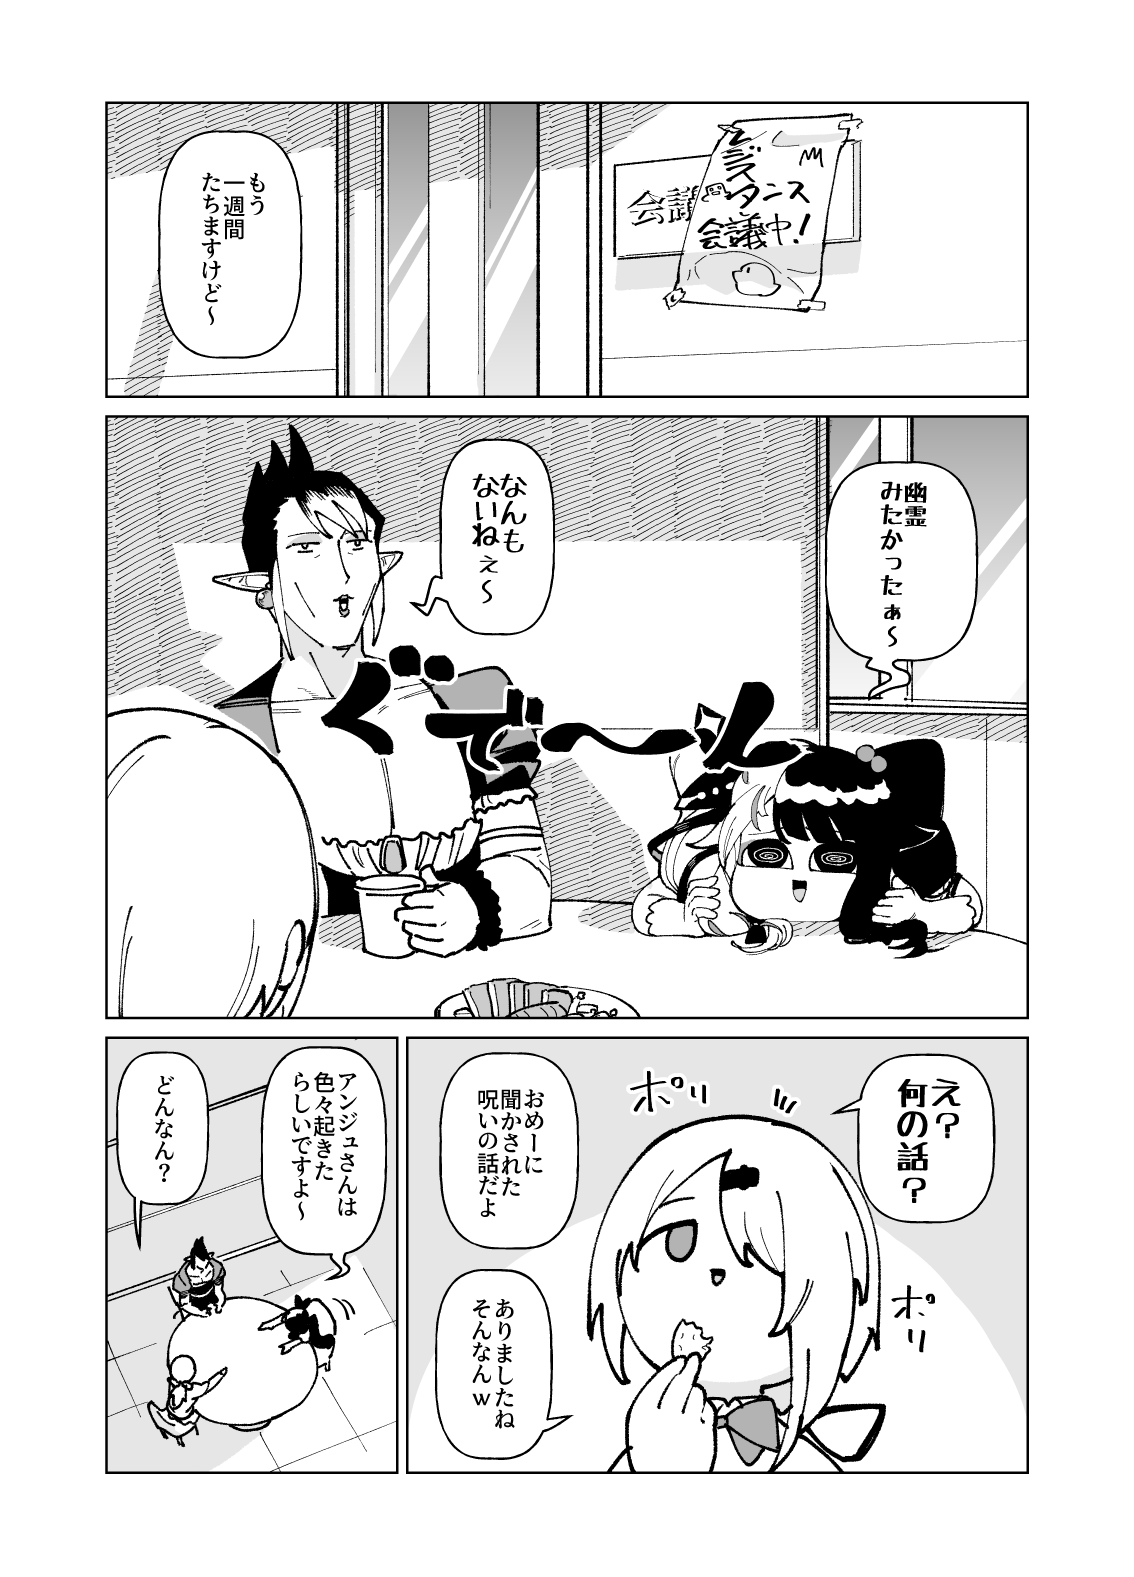 会議
レジスタンス
会議中!
もう
一週間
たちますけど〜
幽霊
みたかったぁ〜
なんも
ないねぇ〜
ぐでーーん
え?
何の話?
ポリ
ポリ
おめーに
聞かされた
呪いの話だよ
ありましたね
そんなんw
アンジュさんは
色々起きた
らしいですよ〜
どんなん?